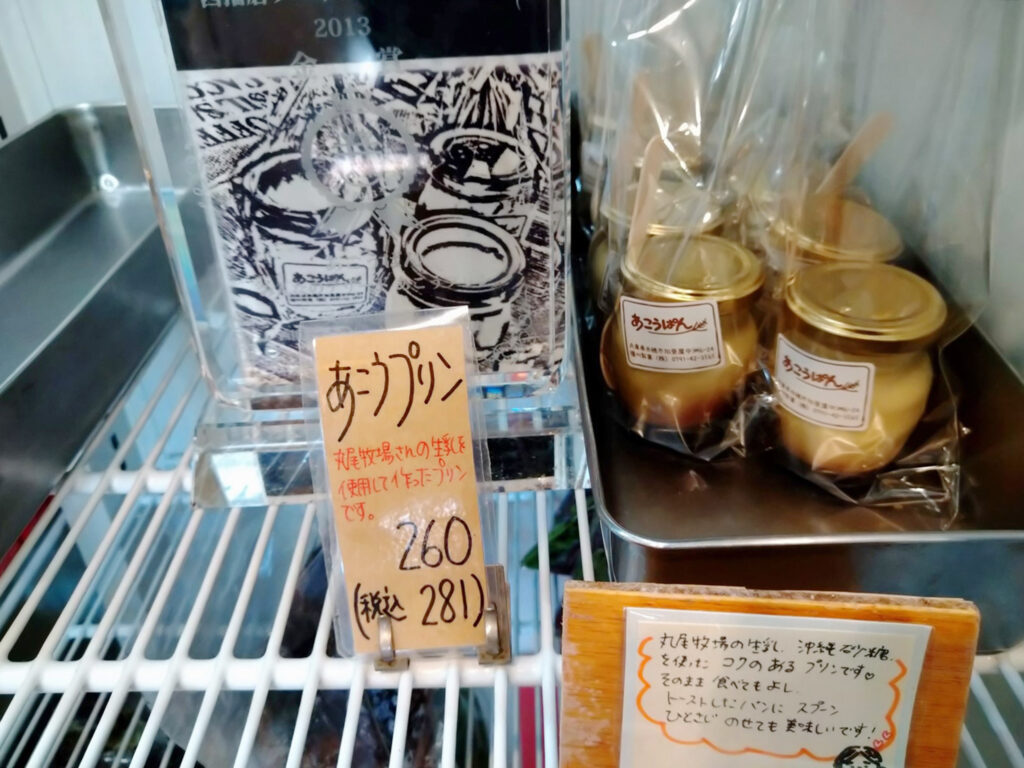 2013
金賞
あこうぱん
あこうプリン
丸尾牧場さんの生乳を
使用して作ったプリン
です。
260
(税込 281)
あこうぱん
あこうぱん
丸尾牧場の生乳、沖縄砂糖、
を使った コクのある プリンです♡
そのまま 食べてもよし、
トーストしたパンに スプーン
ひとさじ のせても 美味しいです!